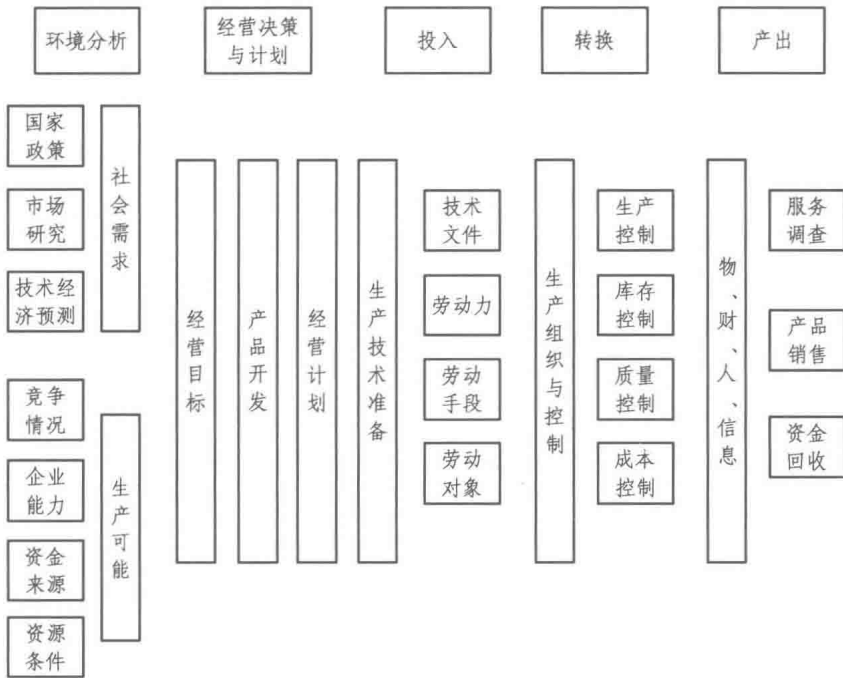 环境分析
经营决策
与计划
投入
转换
产出
国家
政策
市场
研究
技术经
济预测
社会需求
竞争
情况
企业
能力
资金
来源
资源
条件
生产可能
经营目标
产品开发
经营计划
生产技术准备
技术
文件
劳动力
劳动
手段
劳动
对象
生产组织与控制
生产
控制
库存
控制
质量
控制
成本
控制
物、财、人、信息
服务
调查
产品
销售
资金
回收